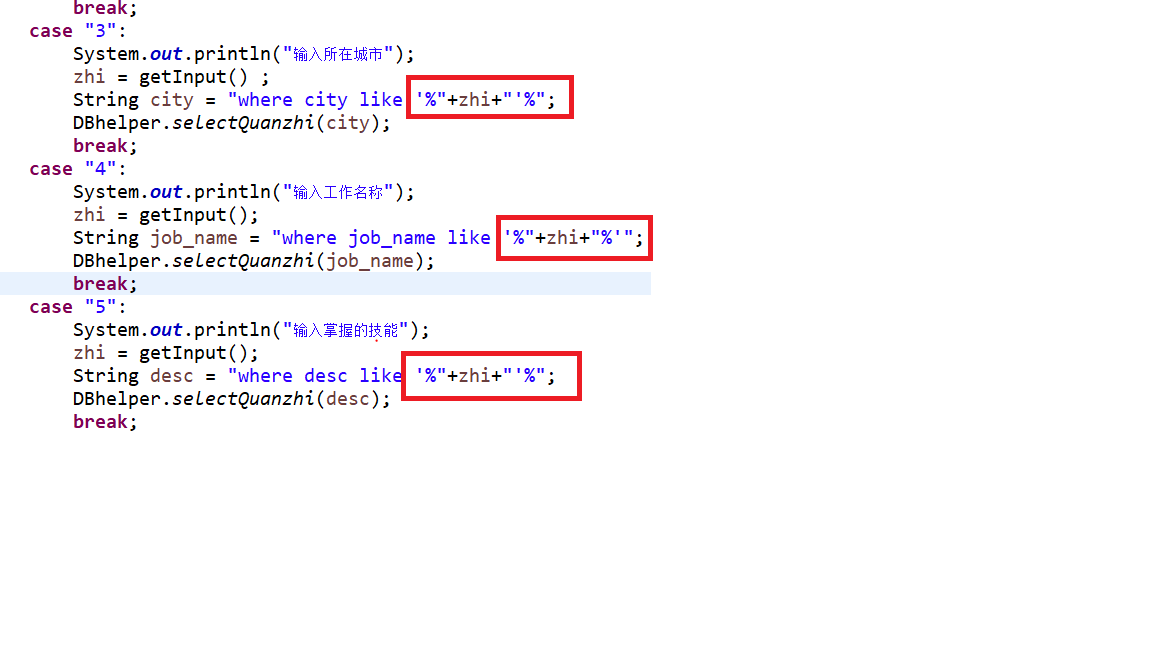 break;
case "3":
System.out.println("输入所在城市");
zhi = getInput() ;
String city = "where city like '%"+zhi+"'%";
DBhelper.selectQuanzhi(city);
break;
case "4":
System.out.println("输入工作名称");
zhi = getInput();
String job_name = "where job_name like '%"+zhi+"%'";
DBhelper.selectQuanzhi(job_name);
break;
case "5":
System.out.println("输入掌握的技能");
zhi = getInput();
String desc = "where desc like '%"+zhi+"'%";
DBhelper.selectQuanzhi(desc);
break;